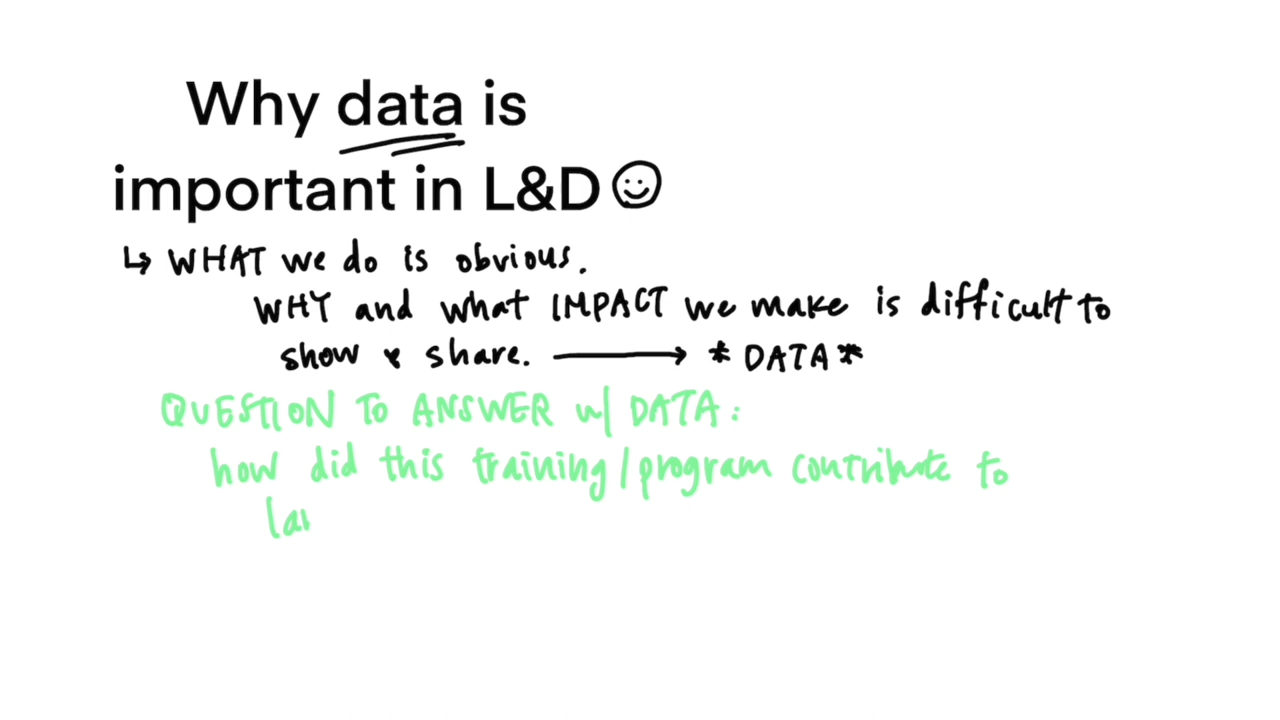 Why data is
important in L&D
↳ WHAT we do is obvious.
WHY and what IMPACT we make is difficult to
show & share. → *DATA*
QUESTION TO ANSWER w/ DATA:
how did this training/program contribute to